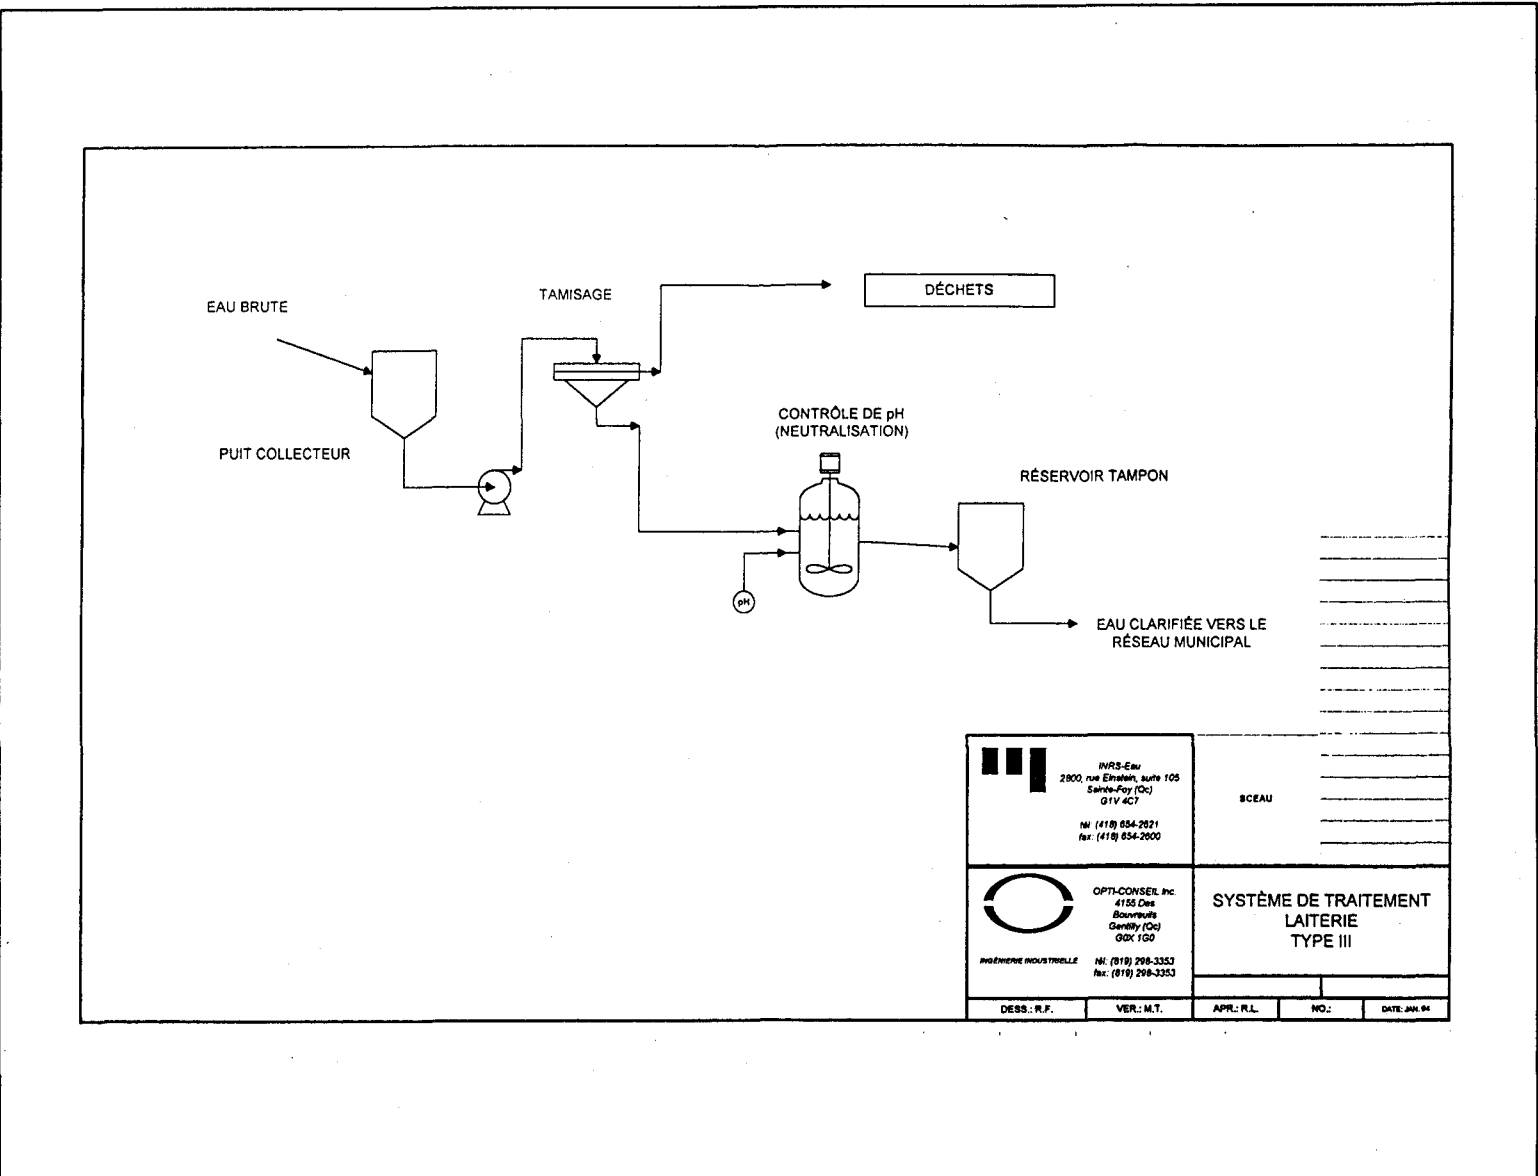 EAU BRUTE
TAMISAGE
DÉCHETS
PUIT COLLECTEUR
CONTRÔLE DE pH
(NEUTRALISATION)
RÉSERVOIR TAMPON
pH
EAU CLARIFIÉE VERS LE
RÉSEAU MUNICIPAL
INRS-Eau
2800, rue Einstein, suite 105
Sainte-Foy (Qc)
G1V 4C7
tél: (418) 654-2621
fax: (418) 654-2600
SCEAU
OPTI-CONSEIL Inc.
4155 Des
Bouvreuils
Gentilly (Qc)
G0X 1G0
INGÉNIERIE INDUSTRIELLE
tél: (819) 298-3353
fax: (819) 298-3353
SYSTÈME DE TRAITEMENT
LAITERIE
TYPE III
DESS.: R.F.
VER.: M.T.
APR.: R.L.
NO.:
DATE: JAN. 94